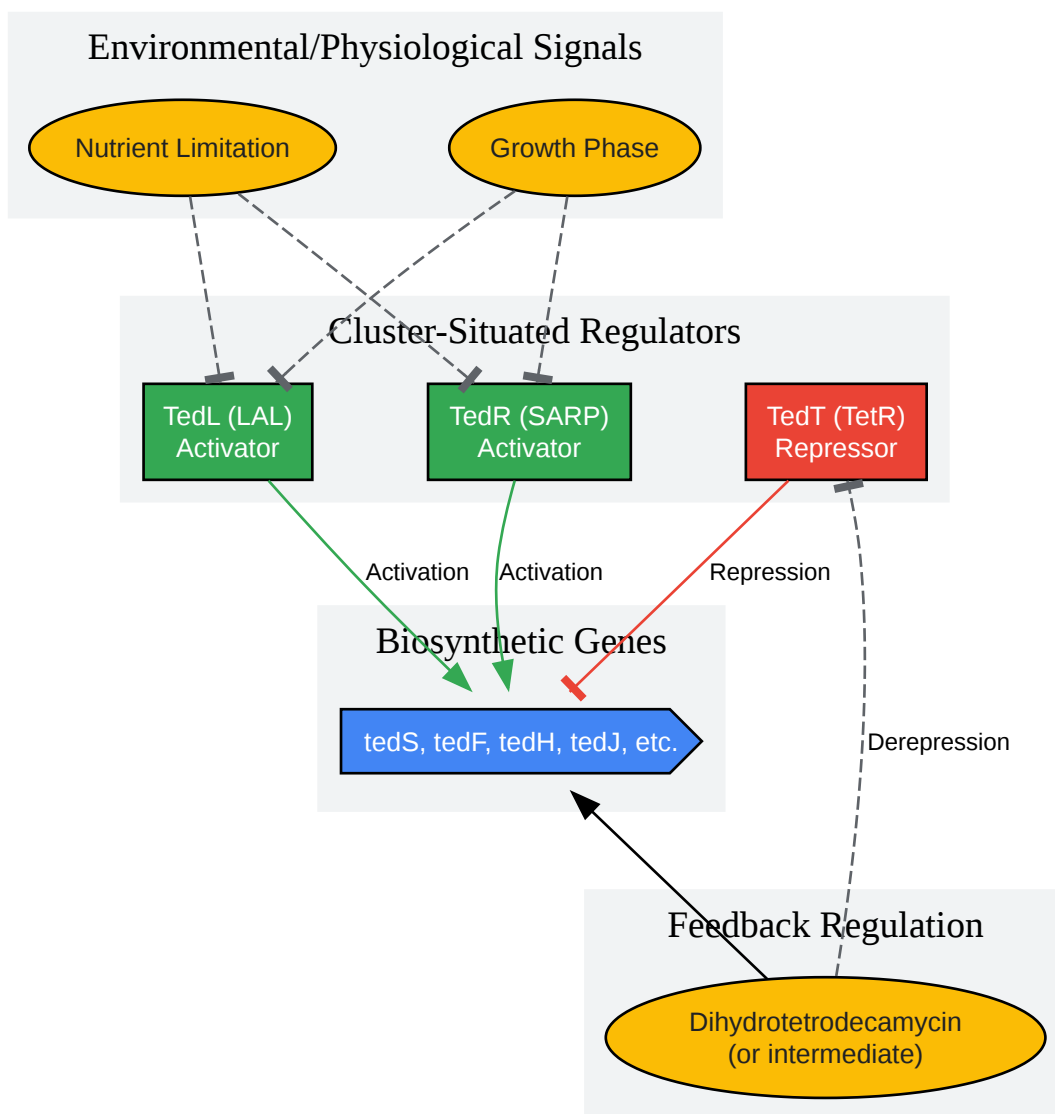 Environmental/Physiological Signals
Nutrient Limitation
Growth Phase
Cluster-Situated Regulators
TedL (LAL)
Activator
TedR (SARP)
Activator
TedT (TetR)
Repressor
Activation
Activation
Repression
Biosynthetic Genes
tedS, tedF, tedH, tedJ, etc.
Derepression
Feedback Regulation
Dihydrotetrodecamycin
(or intermediate)